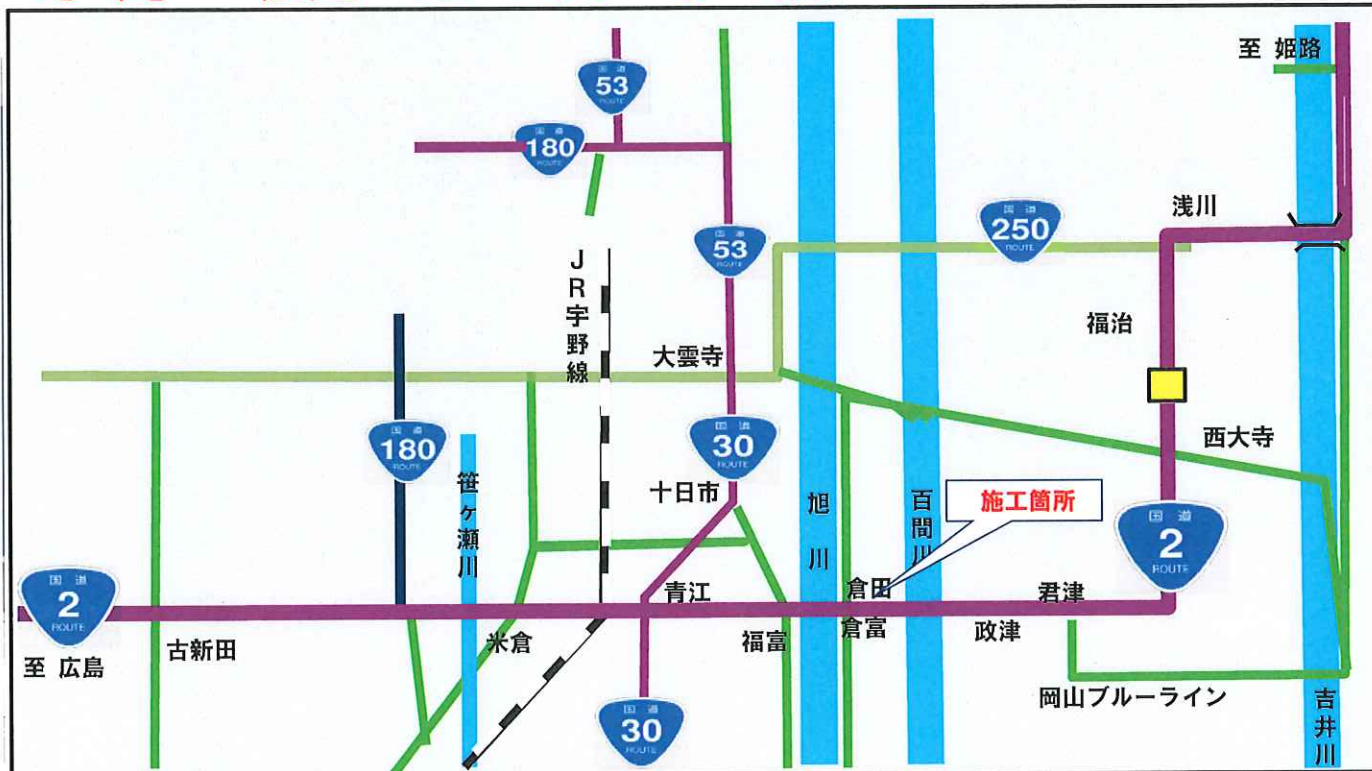 至 姫路
国道
53
ROUTE
国道
180
ROUTE
浅川
国道
250
ROUTE
国道
53
ROUTE
JR宇野線
福治
大雲寺
国道
180
ROUTE
国道
30
ROUTE
西大寺
笹ヶ瀬川
十日市
旭川
百間川
施工箇所
国道
2
ROUTE
国道
2
ROUTE
青江
倉田
君津
古新田
米倉
福富
倉富
政津
至 広島
岡山ブルーライン
吉井川
国道
30
ROUTE